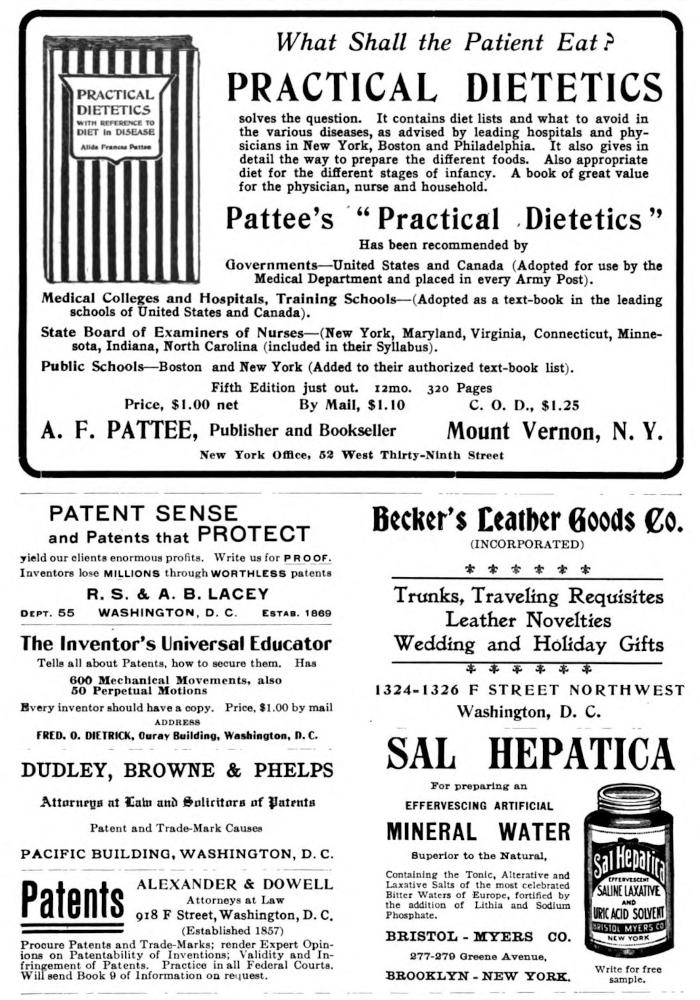 What Shall the Patient Eat?
PRACTICAL DIETETICS
solves the question. It contains diet lists and what to avoid in
the various diseases, as advised by leading hospitals and phy-
sicians in New York, Boston and Philadelphia. It also gives in
detail the way to prepare the different foods. Also appropriate
diet for the different stages of infancy. A book of great value
for the physician, nurse and household.
PRACTICAL
DIETETICS
WITH REFERENCE TO
DIET in DISEASE
Alida Frances Pattee
Pattee's "Practical Dietetics"
Has been recommended by
Governments—United States and Canada (Adopted for use by the
Medical Department and placed in every Army Post).
Medical Colleges and Hospitals, Training Schools—(Adopted as a text-book in the leading
schools of United States and Canada).
State Board of Examiners of Nurses—(New York, Maryland, Virginia, Connecticut, Minne-
sota, Indiana, North Carolina (included in their Syllabus).
Public Schools—Boston and New York (Added to their authorized text-book list).
Fifth Edition just out. 12mo. 320 Pages
Price, $1.00 net By Mail, $1.10 C. O. D., $1.25
A. F. PATTEE, Publisher and Bookseller Mount Vernon, N. Y.
New York Office, 52 West Thirty-Ninth Street
PATENT SENSE
and Patents that PROTECT
yield our clients enormous profits. Write us for PROOF.
Inventors lose MILLIONS through WORTHLESS patents
R. S. & A. B. LACEY
DEPT. 55 WASHINGTON, D. C. ESTAB. 1869
The Inventor's Universal Educator
Tells all about Patents, how to secure them. Has
600 Mechanical Movements, also
50 Perpetual Motions
Every inventor should have a copy. Price, $1.00 by mail
ADDRESS
FRED. G. DIETRICK, Ouray Building, Washington, D. C.
DUDLEY, BROWNE & PHELPS
Attorneys at Law and Solicitors of Patents
Patent and Trade-Mark Causes
PACIFIC BUILDING, WASHINGTON, D. C.
Patents
ALEXANDER & DOWELL
Attorneys at Law
918 F Street, Washington, D. C.
(Established 1857)
Procure Patents and Trade-Marks; render Expert Opin-
ions on Patentability of Inventions; Validity and In-
fringement of Patents. Practice in all Federal Courts.
Will send Book 9 of Information on request.
Becker's Leather Goods Co.
(INCORPORATED)
Trunks, Traveling Requisites
Leather Novelties
Wedding and Holiday Gifts
1324-1326 F STREET NORTHWEST
Washington, D. C.
SAL HEPATICA
For preparing an
EFFERVESCING ARTIFICIAL
MINERAL WATER
Superior to the Natural,
Containing the Tonic, Alterative and
Laxative Salts of the most celebrated
Bitter Waters of Europe, fortified by
the addition of Lithia and Sodium
Phosphate.
BRISTOL - MYERS CO.
277-279 Greene Avenue,
BROOKLYN - NEW YORK.
Sal Hepatica
EFFERVESCENT
SALINE LAXATIVE
AND
URIC ACID SOLVENT
BRISTOL MYERS CO
NEW YORK
Write for free
sample.